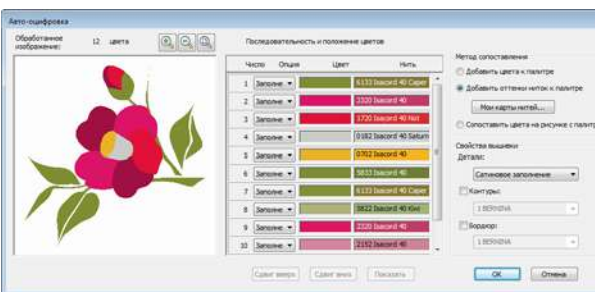 Авто-оцифровка
Обработанное изображение: 12 цвета
Последовательность и положение цветов
Число Опция Цвет Нить
1 Заполне 6133 Isacord 40 Caper
2 Заполне 2320 Isacord 40
3 Заполне 1720 Isacord 40 Not
4 Заполне 0182 Isacord 40 Saturn
5 Заполне 0702 Isacord 40
6 Заполне 5833 Isacord 40
7 Заполне 6133 Isacord 40 Caper
8 Заполне 5822 Isacord 40 Kiwi
9 Заполне 2320 Isacord 40
10 Заполне 2152 Isacord 40
Сдвиг вверх Сдвиг вниз Показать
Метод сопоставления
Добавить цвета к палитре
Добавить оттенки ниток к палитре
Мои карты нитей...
Сопоставить цвета на рисунке с палитр
Свойства вышивки
Детали:
Сатиновое заполнение
Контуры:
1 BERNINA
Бордюр:
1 BERNINA
OK Отмена